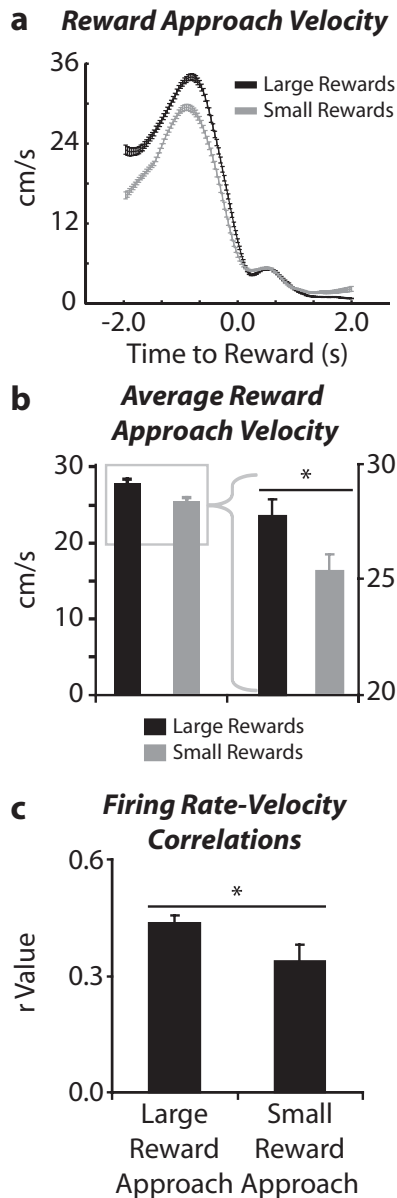 a Reward Approach Velocity
36
24
12
0
cm/s
Large Rewards
Small Rewards
-2.0 0.0 2.0
Time to Reward (s)
b Average Reward
Approach Velocity
30
20
10
0
cm/s
*
30
25
20
Large Rewards
Small Rewards
c Firing Rate-Velocity
Correlations
0.6
0.3
0.0
r Value
*
Large Small
Reward Reward
Approach Approach